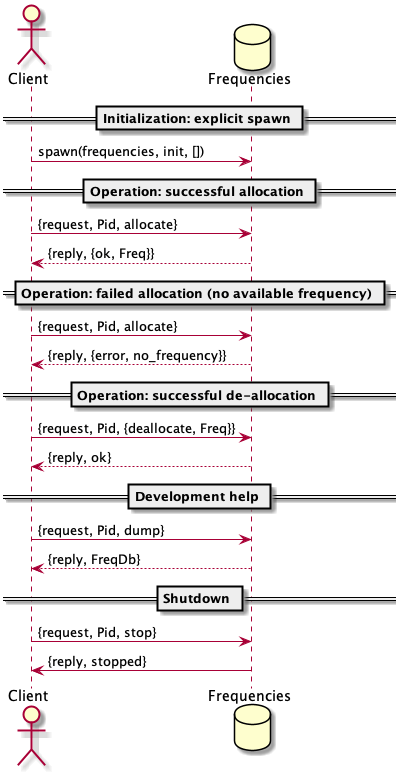 Client
Frequencies
Initialization: explicit spawn
spawn(frequencies, init, [])
Operation: successful allocation
{request, Pid, allocate}
{reply, {ok, Freq}}
Operation: failed allocation (no available frequency)
{request, Pid, allocate}
{reply, {error, no_frequency}}
Operation: successful de-allocation
{request, Pid, {deallocate, Freq}}
{reply, ok}
Development help
{request, Pid, dump}
{reply, FreqDb}
Shutdown
{request, Pid, stop}
{reply, stopped}
Client
Frequencies